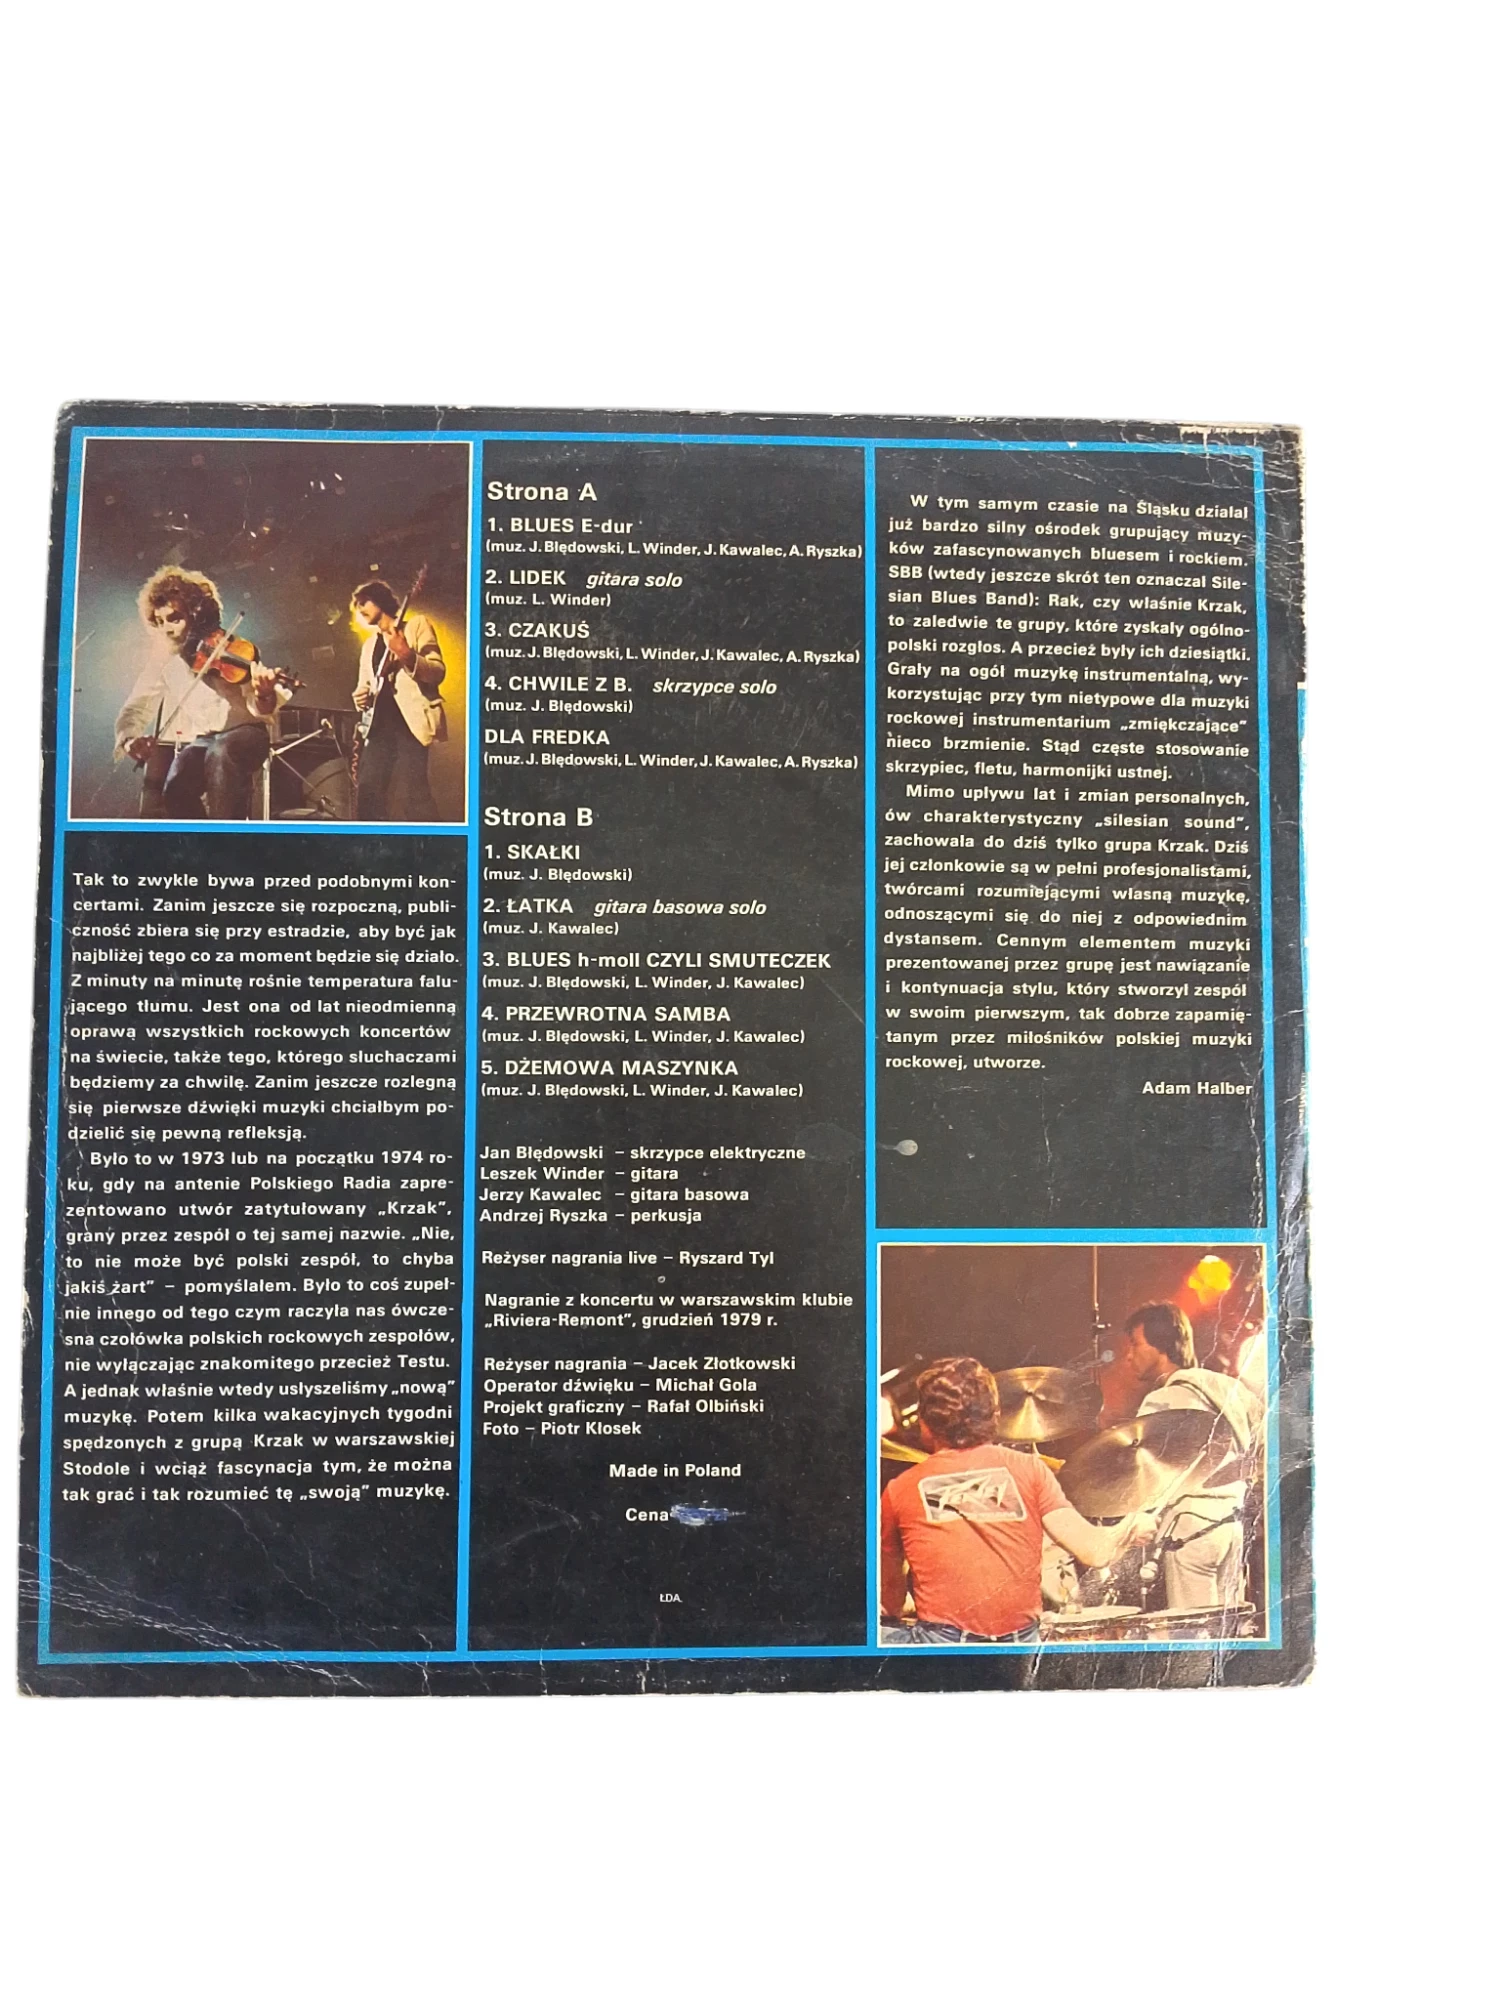 Tak to zwykle bywa przed podobnymi kon-
certami. Zanim jeszcze się rozpoczną, publi-
czność zbiera się przy estradzie, aby być jak
najbliżej tego co za moment będzie się działo.
Z minuty na minutę rośnie temperatura falu-
jącego tłumu. Jest ona od lat nieodmienną
oprawą wszystkich rockowych koncertów
na świecie, także tego, którego słuchaczami
będziemy za chwilę. Zanim jeszcze rozlegną
się pierwsze dźwięki muzyki chciałbym po-
dzielić się pewną refleksją.
Było to w 1973 lub na początku 1974 ro-
ku, gdy na antenie Polskiego Radia zapre-
zentowano utwór zatytułowany „Krzak”,
grany przez zespół o tej samej nazwie. „Nie,
to nie może być polski zespół, to chyba
jakiś żart” – pomyślałem. Było to coś zupeł-
nie innego od tego czym raczyła nas ówcze-
sna czołówka polskich rockowych zespołów,
nie wyłączając znakomitego przecież Testu.
A jednak właśnie wtedy usłyszeliśmy „nową”
muzykę. Potem kilka wakacyjnych tygodni
spędzonych z grupą Krzak w warszawskiej
Stodole i wciąż fascynacja tym, że można
tak grać i tak rozumieć tę „swoją” muzykę.
Strona A
1. BLUES E-dur
(muz. J. Błędowski, L. Winder, J. Kawalec, A. Ryszka)
2. LIDEK gitara solo
(muz. L. Winder)
3. CZAKUŚ
(muz. J. Błędowski, L. Winder, J. Kawalec, A. Ryszka)
4. CHWILE Z B. skrzypce solo
(muz. J. Błędowski)
DLA FREDKA
(muz. J. Błędowski, L. Winder, J. Kawalec, A. Ryszka)
Strona B
1. SKAŁKI
(muz. J. Błędowski)
2. ŁATKA gitara basowa solo
(muz. J. Kawalec)
3. BLUES h-moll CZYLI SMUTECZEK
(muz. J. Błędowski, L. Winder, J. Kawalec)
4. PRZEWROTNA SAMBA
(muz. J. Błędowski, L. Winder, J. Kawalec)
5. DŻEMOWA MASZYNKA
(muz. J. Błędowski, L. Winder, J. Kawalec)
Jan Błędowski – skrzypce elektryczne
Leszek Winder – gitara
Jerzy Kawalec – gitara basowa
Andrzej Ryszka – perkusja
Reżyser nagrania live – Ryszard Tyl
Nagranie z koncertu w warszawskim klubie
„Riviera-Remont”, grudzień 1979 r.
Reżyser nagrania – Jacek Złotkowski
Operator dźwięku – Michał Gola
Projekt graficzny – Rafał Olbiński
Foto – Piotr Kłosek
Made in Poland
Cena
ŁDA
W tym samym czasie na Śląsku działał
już bardzo silny ośrodek grupujący muzy-
ków zafascynowanych bluesem i rockiem.
SBB (wtedy jeszcze skrót ten oznaczał Sile-
sian Blues Band): Rak, czy właśnie Krzak,
to zaledwie te grupy, które zyskały ogólno-
polski rozgłos. A przecież były ich dziesiątki.
Grały na ogół muzykę instrumentalną, wy-
korzystując przy tym nietypowe dla muzyki
rockowej instrumentarium „zmiękczające”
nieco brzmienie. Stąd częste stosowanie
skrzypiec, fletu, harmonijki ustnej.
Mimo upływu lat i zmian personalnych,
ów charakterystyczny „silesian sound”,
zachowała do dziś tylko grupa Krzak. Dziś
jej członkowie są w pełni profesjonalistami,
twórcami rozumiejącymi własną muzykę,
odnoszącymi się do niej z odpowiednim
dystansem. Cennym elementem muzyki
prezentowanej przez grupę jest nawiązanie
i kontynuacja stylu, który stworzył zespół
w swoim pierwszym, tak dobrze zapamię-
tanym przez miłośników polskiej muzyki
rockowej, utworze.
Adam Halber